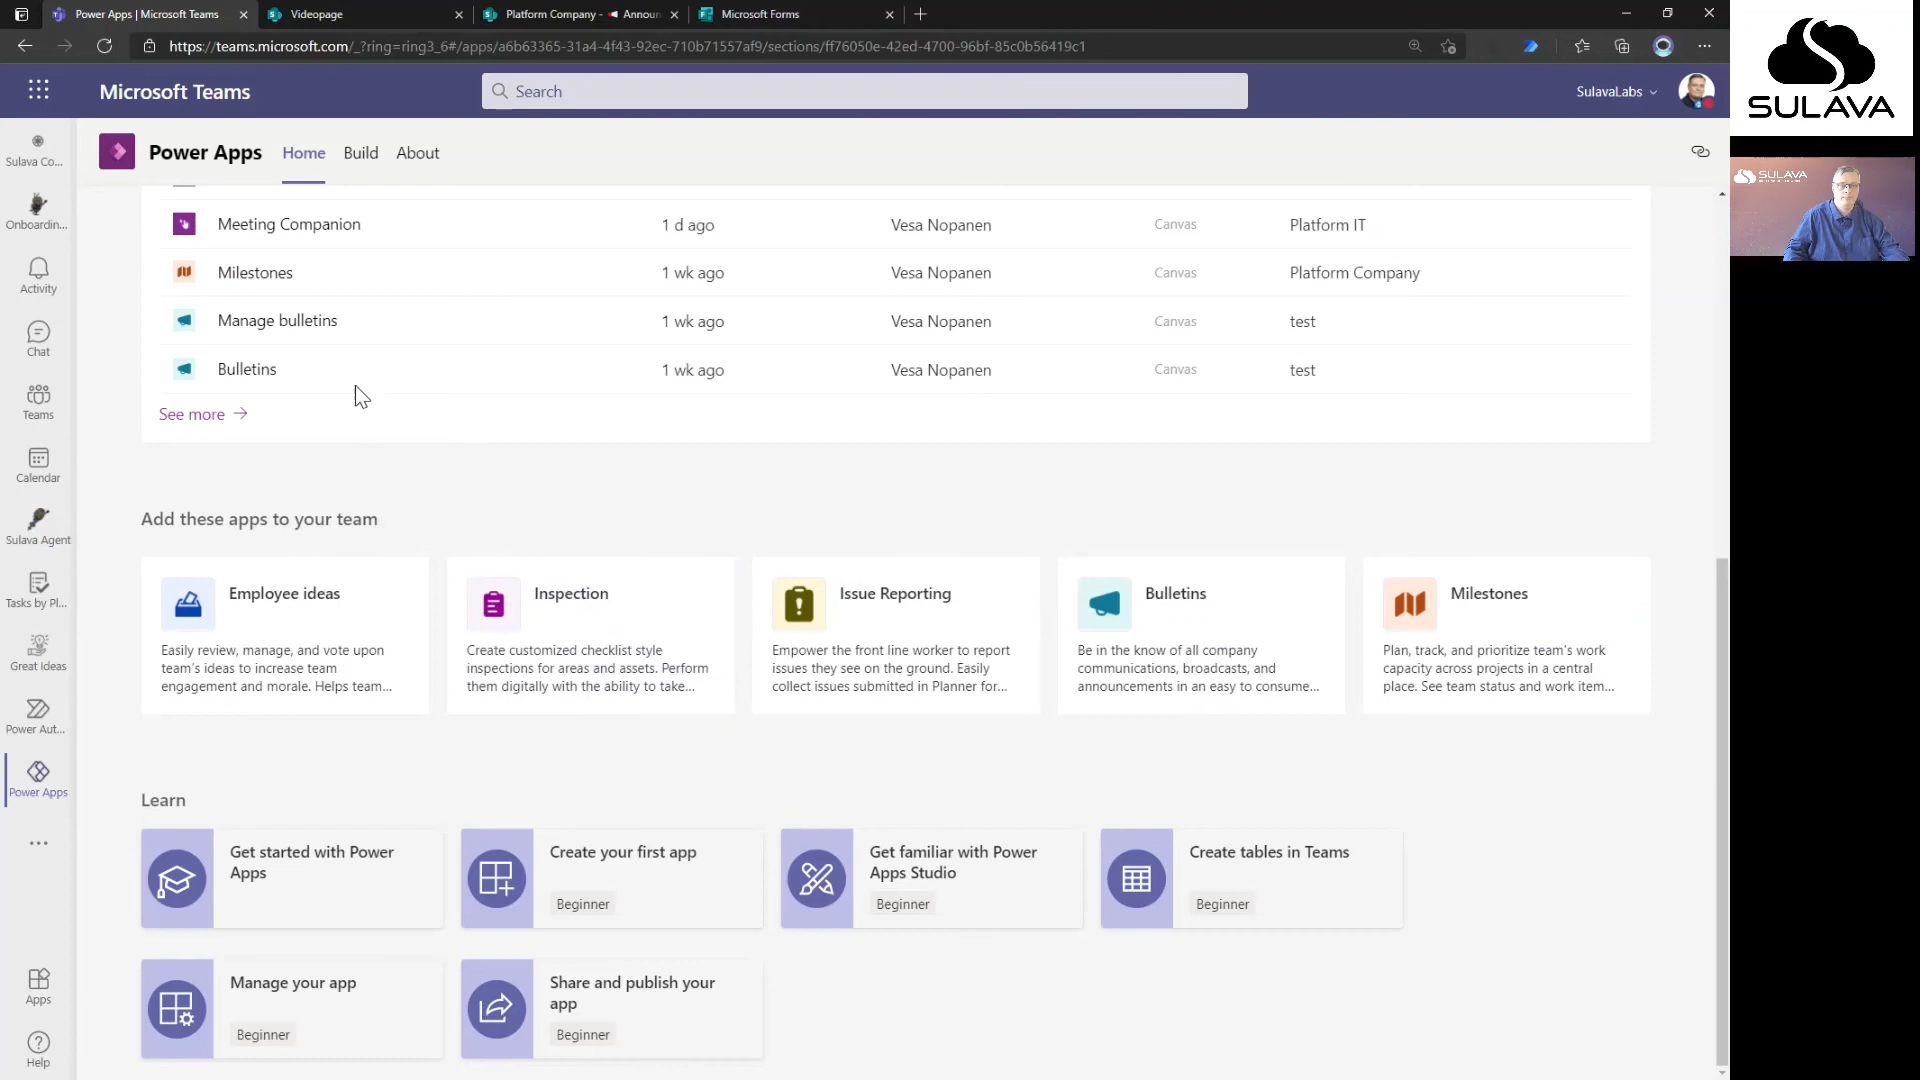 Power Apps | Microsoft Teams
Videopage
Platform Company - Announ
Microsoft Forms
https://teams.microsoft.com/_?ring=ring3_6#/apps/a6b63365-31a4-4f43-92ec-710b71557af9/sections/ff76050e-42ed-4700-96bf-85c0b56419c1
Microsoft Teams
Search
SulavaLabs
SULAVA
SULAVA
Power Apps
Home
Build
About
Sulava Co...
Onboardin...
Activity
Chat
Teams
Calendar
Sulava Agent
Tasks by Pl...
Great Ideas
Power Aut...
Power Apps
Apps
Help
Meeting Companion 1 d ago Vesa Nopanen Canvas Platform IT
Milestones 1 wk ago Vesa Nopanen Canvas Platform Company
Manage bulletins 1 wk ago Vesa Nopanen Canvas test
Bulletins 1 wk ago Vesa Nopanen Canvas test
See more →
Add these apps to your team
Employee ideas
Easily review, manage, and vote upon
team's ideas to increase team
engagement and morale. Helps team...
Inspection
Create customized checklist style
inspections for areas and assets. Perform
them digitally with the ability to take...
Issue Reporting
Empower the front line worker to report
issues they see on the ground. Easily
collect issues submitted in Planner for...
Bulletins
Be in the know of all company
communications, broadcasts, and
announcements in an easy to consume...
Milestones
Plan, track, and prioritize team's work
capacity across projects in a central
place. See team status and work item...
Learn
Get started with Power
Apps
Create your first app
Beginner
Get familiar with Power
Apps Studio
Beginner
Create tables in Teams
Beginner
Manage your app
Beginner
Share and publish your
app
Beginner